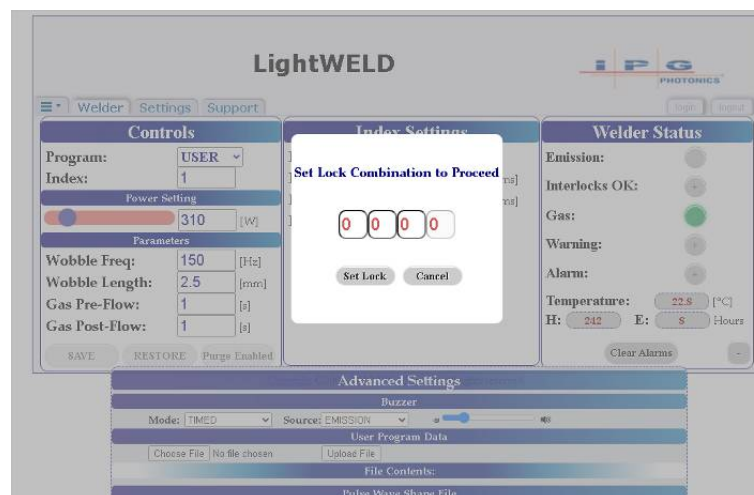 LightWELD
IPG
PHOTONICS
Welder Settings Support
login logout
Controls
Program: USER
Index: 1
Power Setting
310 [W]
Parameters
Wobble Freq: 150 [Hz]
Wobble Length: 2.5 [mm]
Gas Pre-Flow: 1 [s]
Gas Post-Flow: 1 [s]
SAVE RESTORE Purge Enabled
Index Settings
Set Lock Combination to Proceed
0 0 0 0
Set Lock Cancel
Welder Status
Emission:
Interlocks OK:
Gas:
Warning:
Alarm:
Temperature: 22.8 [°C]
H: 242 E: 8 Hours
Clear Alarms -
Advanced Settings
Buzzer
Mode: TIMED Source: EMISSION
User Program Data
Choose File No file chosen Upload File
File Contents:
Pulse Wave Shape File